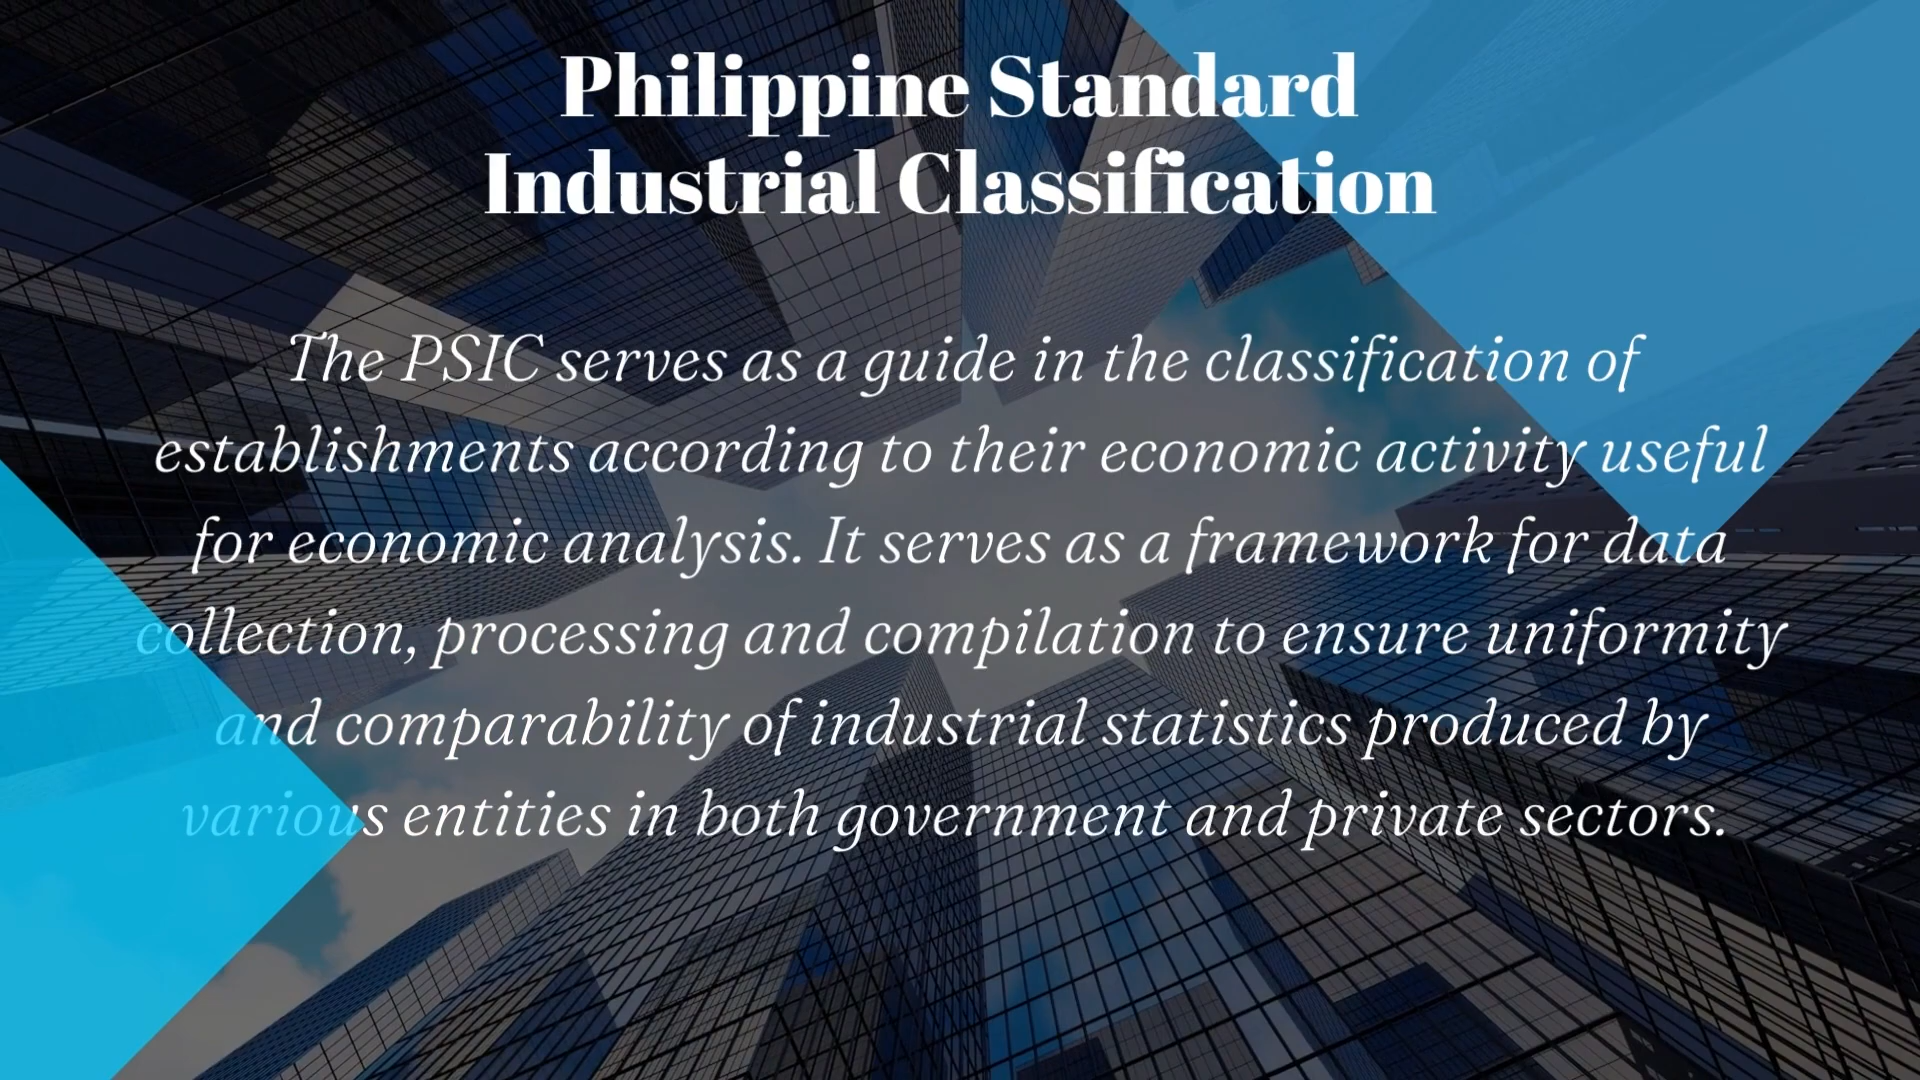 Philippine Standard
Industrial Classification
The PSIC serves as a guide in the classification of
establishments according to their economic activity useful
for economic analysis. It serves as a framework for data
collection, processing and compilation to ensure uniformity
and comparability of industrial statistics produced by
various entities in both government and private sectors.